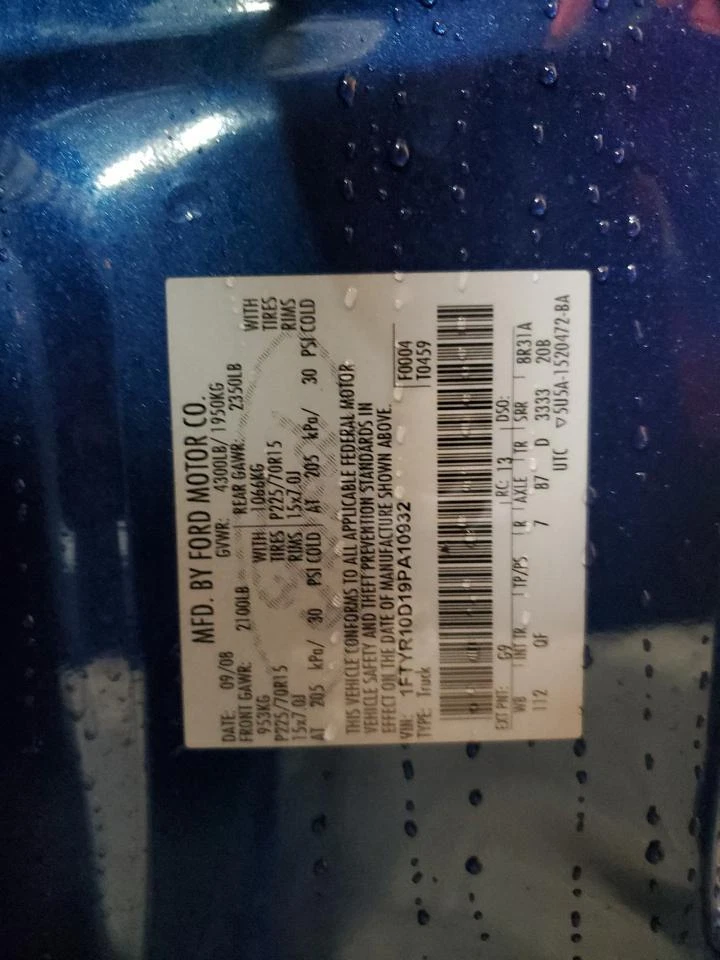 MFD. BY FORD MOTOR CO.
DATE: 09/08 GVWR: 4300LB/ 1950KG
FRONT GAWR: 2100LB REAR GAWR: 2350LB
953KG WITH 1066KG WITH
P225/70R15 TIRES P225/70R15 TIRES
15x7.0J RIMS 15x7.0J RIMS
AT 205 kPa/ 30 PSI COLD AT 205 kPa/ 30 PSI COLD
THIS VEHICLE CONFORMS TO ALL APPLICABLE FEDERAL MOTOR
VEHICLE SAFETY AND THEFT PREVENTION STANDARDS IN
EFFECT ON THE DATE OF MANUFACTURE SHOWN ABOVE.
VIN: 1FTYR10D19PA10932 F0004
TYPE: Truck T0459
EXT PNT: G9 RC: 13 DSO:
WB INT TR TP/PS R AXLE TR SRR 8R31A
112 QF 7 87 D 3333 20B
UTC ▽5U5A-1520472-BA